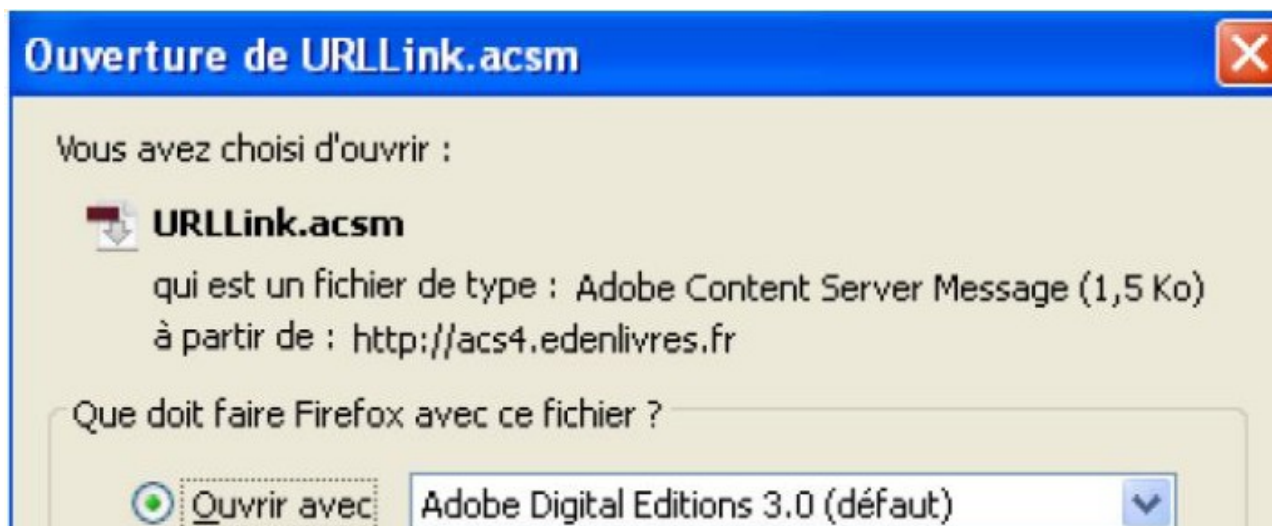 Ouverture de URLLink.acsm
Vous avez choisi d'ouvrir :
URLLink.acsm
qui est un fichier de type : Adobe Content Server Message (1,5 Ko)
à partir de : http://acs4.edenlivres.fr
Que doit faire Firefox avec ce fichier ?
Ouvrir avec Adobe Digital Editions 3.0 (défaut)